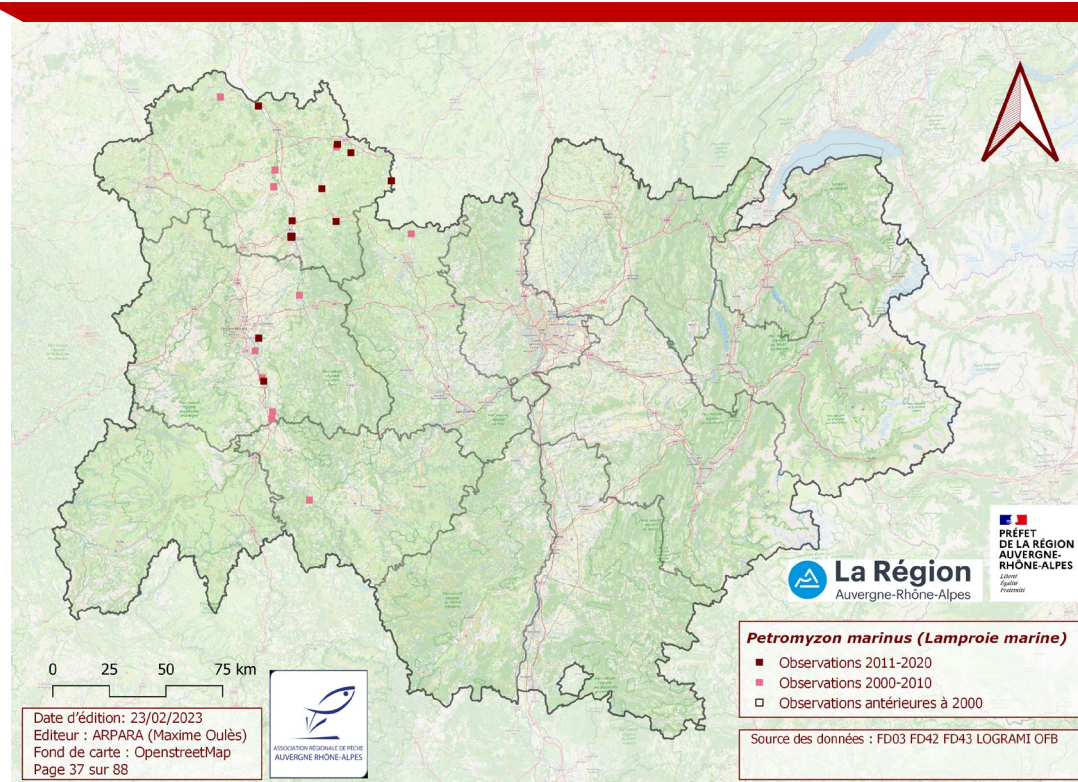 PRÉFET
DE LA RÉGION
AUVERGNE-
RHÔNE-ALPES
Liberté
Égalité
Fraternité
La Région
Auvergne-Rhône-Alpes
Petromyzon marinus (Lamproie marine)
Observations 2011-2020
Observations 2000-2010
Observations antérieures à 2000
Source des données : FD03 FD42 FD43 LOGRAMI OFB
0 25 50 75 km
ASSOCIATION RÉGIONALE DE PÊCHE
AUVERGNE RHONE-ALPES
Date d'édition: 23/02/2023
Editeur : ARPARA (Maxime Oulès)
Fond de carte : OpenstreetMap
Page 37 sur 88